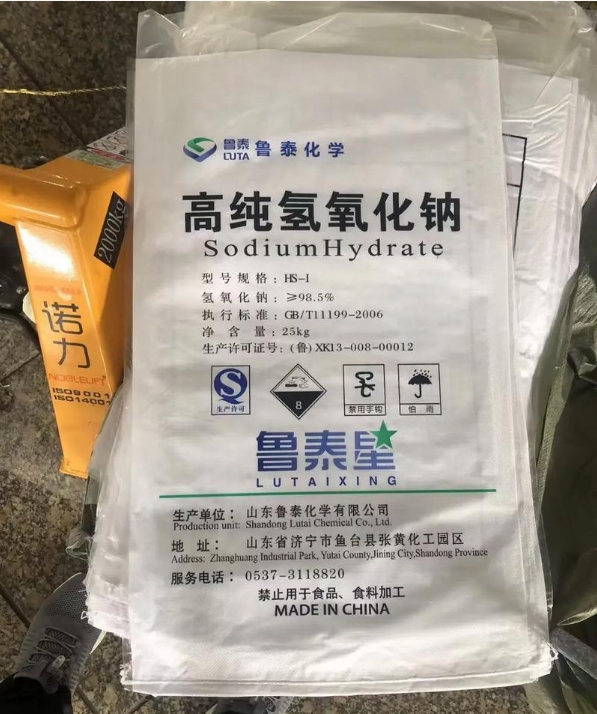 鲁泰 鲁泰化学
LUTA
高纯氢氧化钠
SodiumHydrate
型号规格：HS-I
氢氧化钠：≥98.5%
执行标准：GB/T11199-2006
净 含 量：25kg
生产许可证号：(鲁) XK13-008-00012
S
生产许可
8
禁用手钩
怕雨
鲁泰星
LUTAIXING
生产单位：山东鲁泰化学有限公司
Production unit: Shandong Lutai Chemical Co., Ltd.
地 址：山东省济宁市鱼台县张黄化工园区
Address: Zhanghuang Industrial Park, Yutai County,Jining City,Shandong Province
服务电话：0537-3118820
禁止用于食品、食料加工
MADE IN CHINA
2000kg
诺力
NOBLELIFT
ISO9001
ISO14001